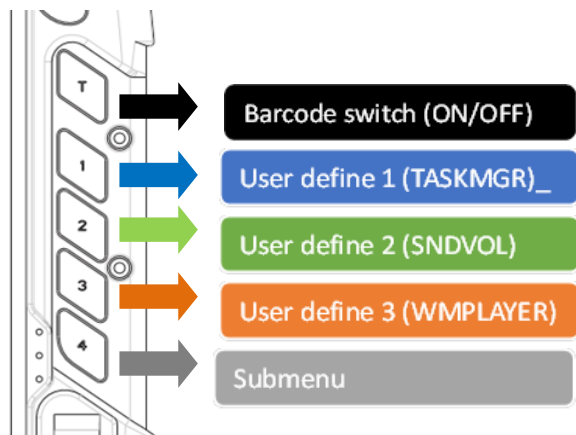 T
Barcode switch (ON/OFF)
1
User define 1 (TASKMGR)_
2
User define 2 (SNDVOL)
3
User define 3 (WMPLAYER)
4
Submenu